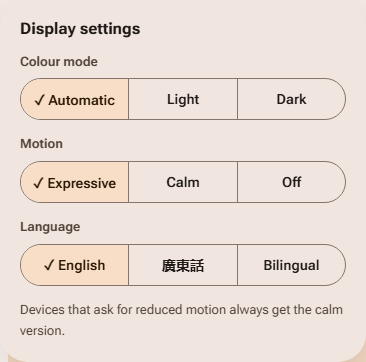 Display settings
Colour mode
✓ Automatic Light Dark
Motion
✓ Expressive Calm Off
Language
✓ English 廣東話 Bilingual
Devices that ask for reduced motion always get the calm
version.